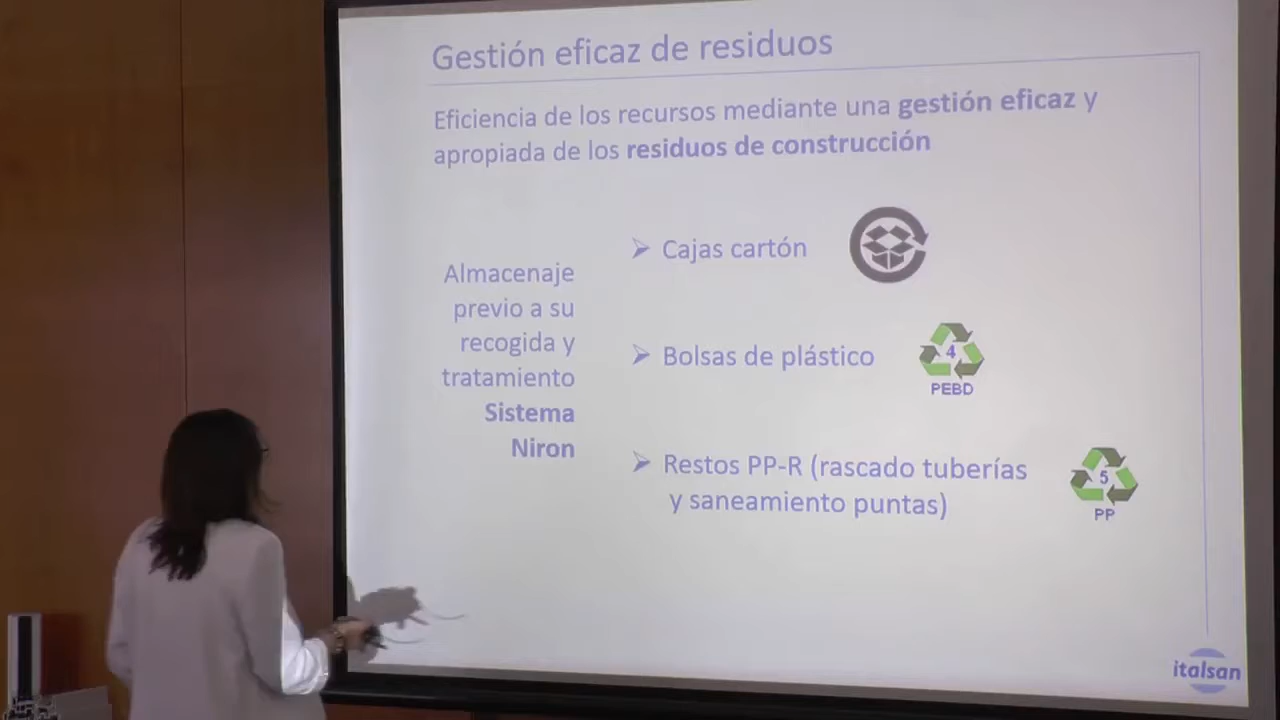 Gestión eficaz de residuos
Eficiencia de los recursos mediante una gestión eficaz y
apropiada de los residuos de construcción
Almacenaje
previo a su
recogida y
tratamiento
Sistema
Niron
➢ Cajas cartón
➢ Bolsas de plástico
4
PEBD
➢ Restos PP-R (rascado tuberías
y saneamiento puntas)
5
PP
italsan